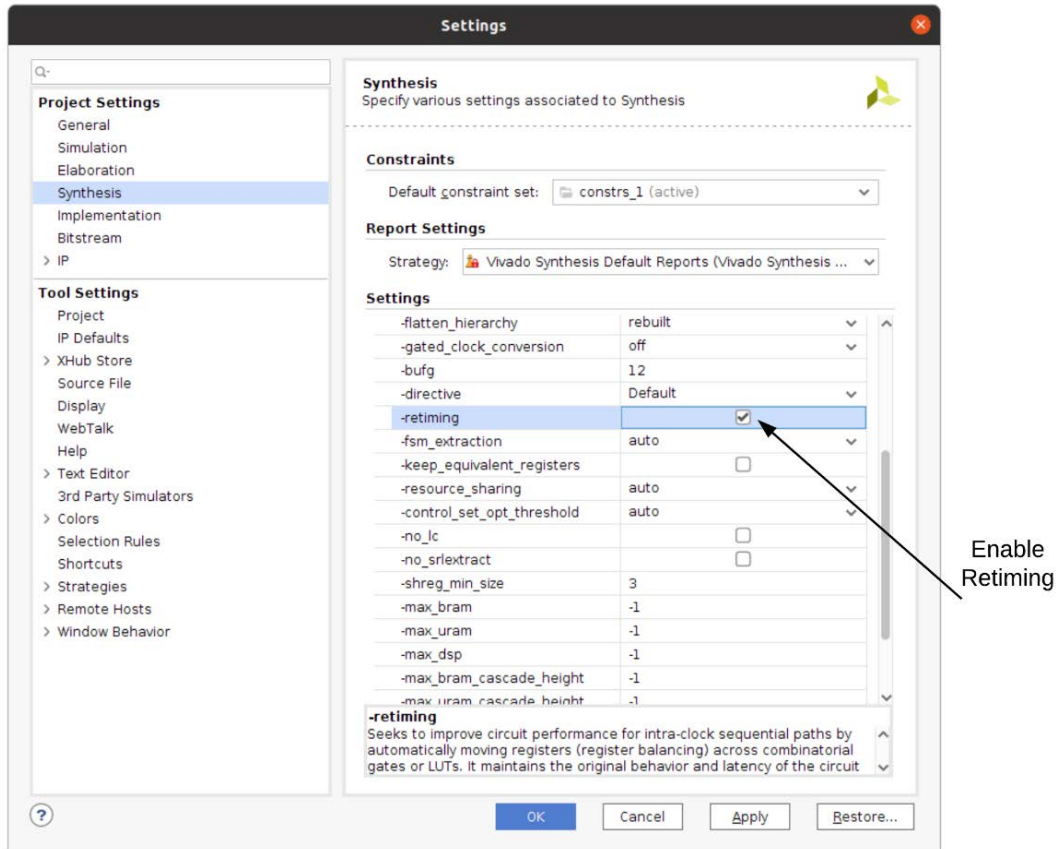 Settings
Q-
Project Settings
General
Simulation
Elaboration
Synthesis
Implementation
Bitstream
> IP
Tool Settings
Project
IP Defaults
> XHub Store
Source File
Display
WebTalk
Help
> Text Editor
3rd Party Simulators
> Colors
Selection Rules
Shortcuts
> Strategies
> Remote Hosts
> Window Behavior
Synthesis
Specify various settings associated to Synthesis
Constraints
Default constraint set: constrs_1 (active)
Report Settings
Strategy: Vivado Synthesis Default Reports (Vivado Synthesis ...
Settings
-flatten_hierarchy rebuilt
-gated_clock_conversion off
-bufg 12
-directive Default
-retiming
-fsm_extraction auto
-keep_equivalent_registers
-resource_sharing auto
-control_set_opt_threshold auto
-no_lc
-no_srlextract
-shreg_min_size 3
-max_bram -1
-max_uram -1
-max_dsp -1
-max_bram_cascade_height -1
-max_uram_cascade_height -1
-retiming
Seeks to improve circuit performance for intra-clock sequential paths by
automatically moving registers (register balancing) across combinatorial
gates or LUTs. It maintains the original behavior and latency of the circuit
? OK Cancel Apply Restore...
Enable
Retiming